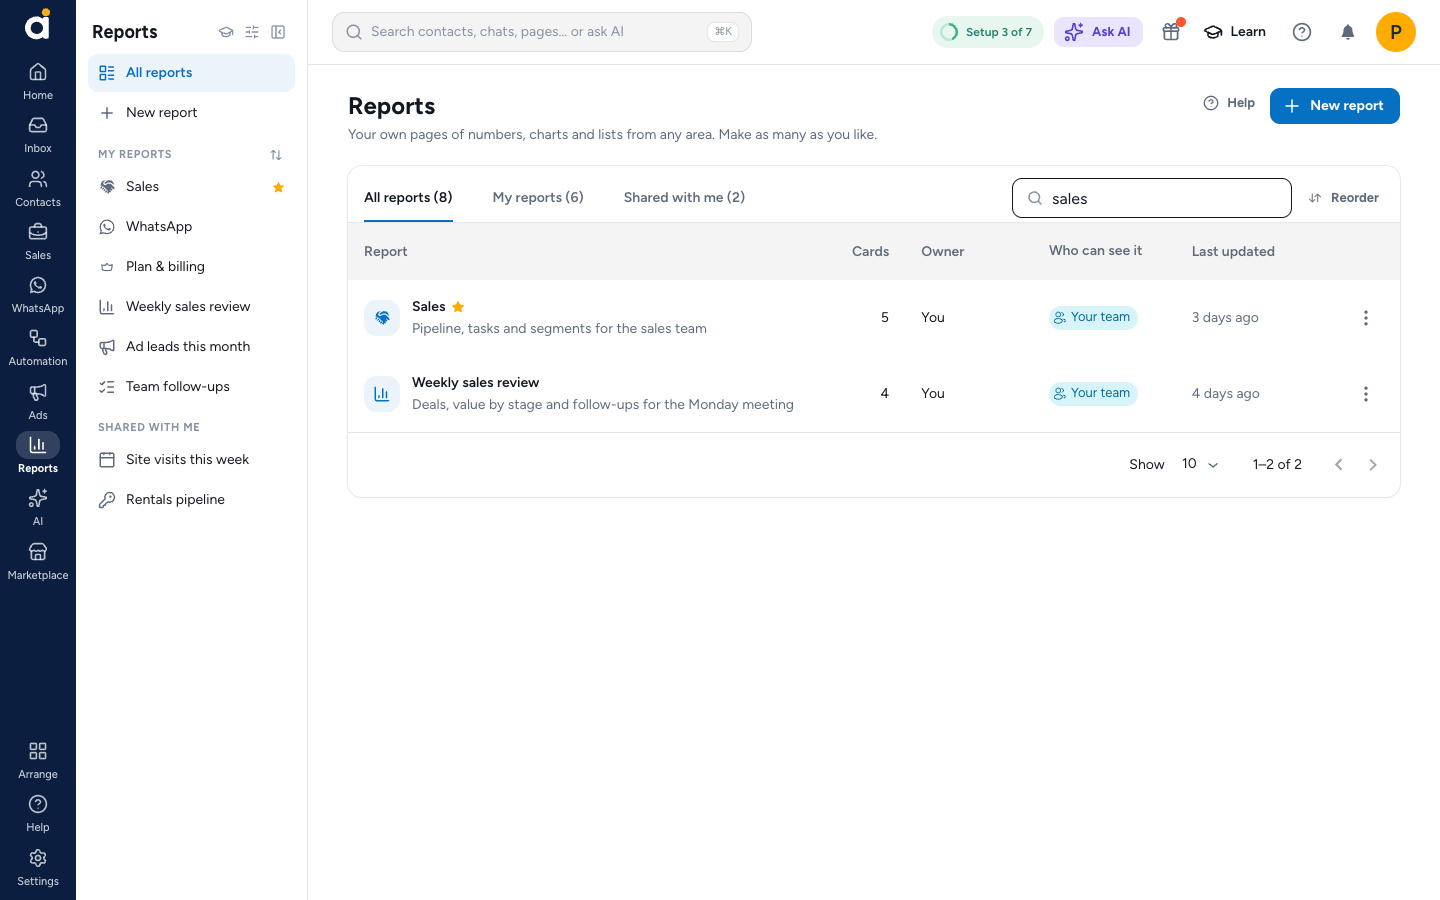 Reports
Search contacts, chats, pages... or ask AI
⌘K
Setup 3 of 7
Ask AI
Learn
P
Home
Inbox
Contacts
Sales
WhatsApp
Automation
Ads
Reports
AI
Marketplace
Arrange
Help
Settings
All reports
New report
MY REPORTS
Sales
WhatsApp
Plan & billing
Weekly sales review
Ad leads this month
Team follow-ups
SHARED WITH ME
Site visits this week
Rentals pipeline
Reports
Your own pages of numbers, charts and lists from any area. Make as many as you like.
Help
New report
All reports (8)
My reports (6)
Shared with me (2)
sales
Reorder
Report
Cards
Owner
Who can see it
Last updated
Sales
Pipeline, tasks and segments for the sales team
5
You
Your team
3 days ago
Weekly sales review
Deals, value by stage and follow-ups for the Monday meeting
4
You
Your team
4 days ago
Show
10
1–2 of 2